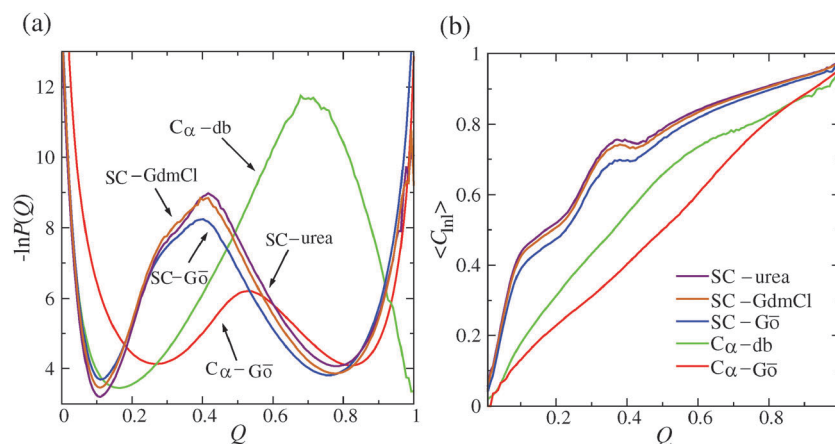 (a)
(b)
12
10
8
6
4
-lnP(Q)
Cα-db
SC-GdmCl
SC-Gō
SC-urea
Cα-Gō
0 0.2 0.4 0.6 0.8 1
Q
1
0.8
0.6
0.4
0.2
0
<C|n|>
SC-urea
SC-GdmCl
SC-Gō
Cα-db
Cα-Gō
0.2 0.4 0.6 0.8
Q